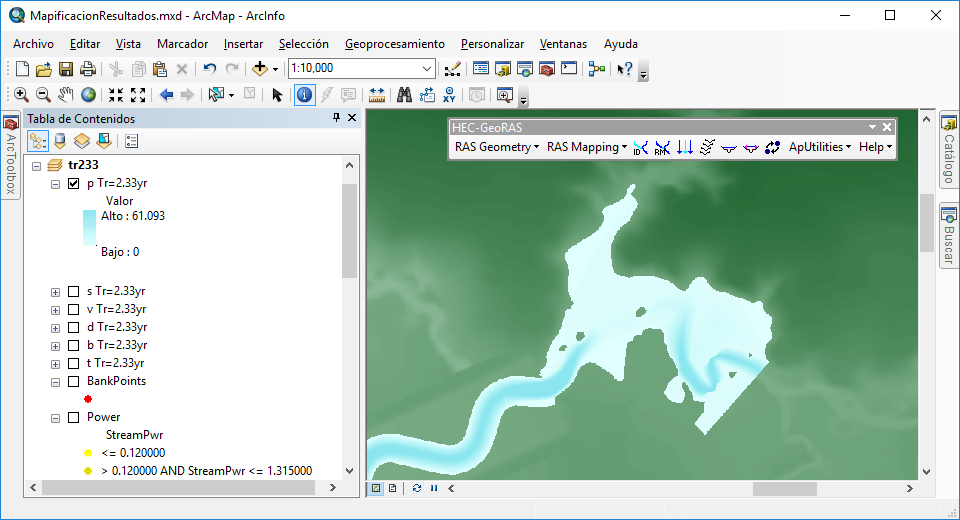 MapificacionResultados.mxd - ArcMap - ArcInfo
Archivo Editar Vista Marcador Insertar Selección Geoprocesamiento Personalizar Ventanas Ayuda
1:10,000
ArcToolbox
Tabla de Contenidos
tr233
p Tr=2.33yr
Valor
Alto : 61.093
Bajo : 0
s Tr=2.33yr
v Tr=2.33yr
d Tr=2.33yr
b Tr=2.33yr
t Tr=2.33yr
BankPoints
Power
StreamPwr
<= 0.120000
> 0.120000 AND StreamPwr <= 1.315000
HEC-GeoRAS
RAS Geometry RAS Mapping ID RM ApUtilities Help
Catálogo
Buscar
XY